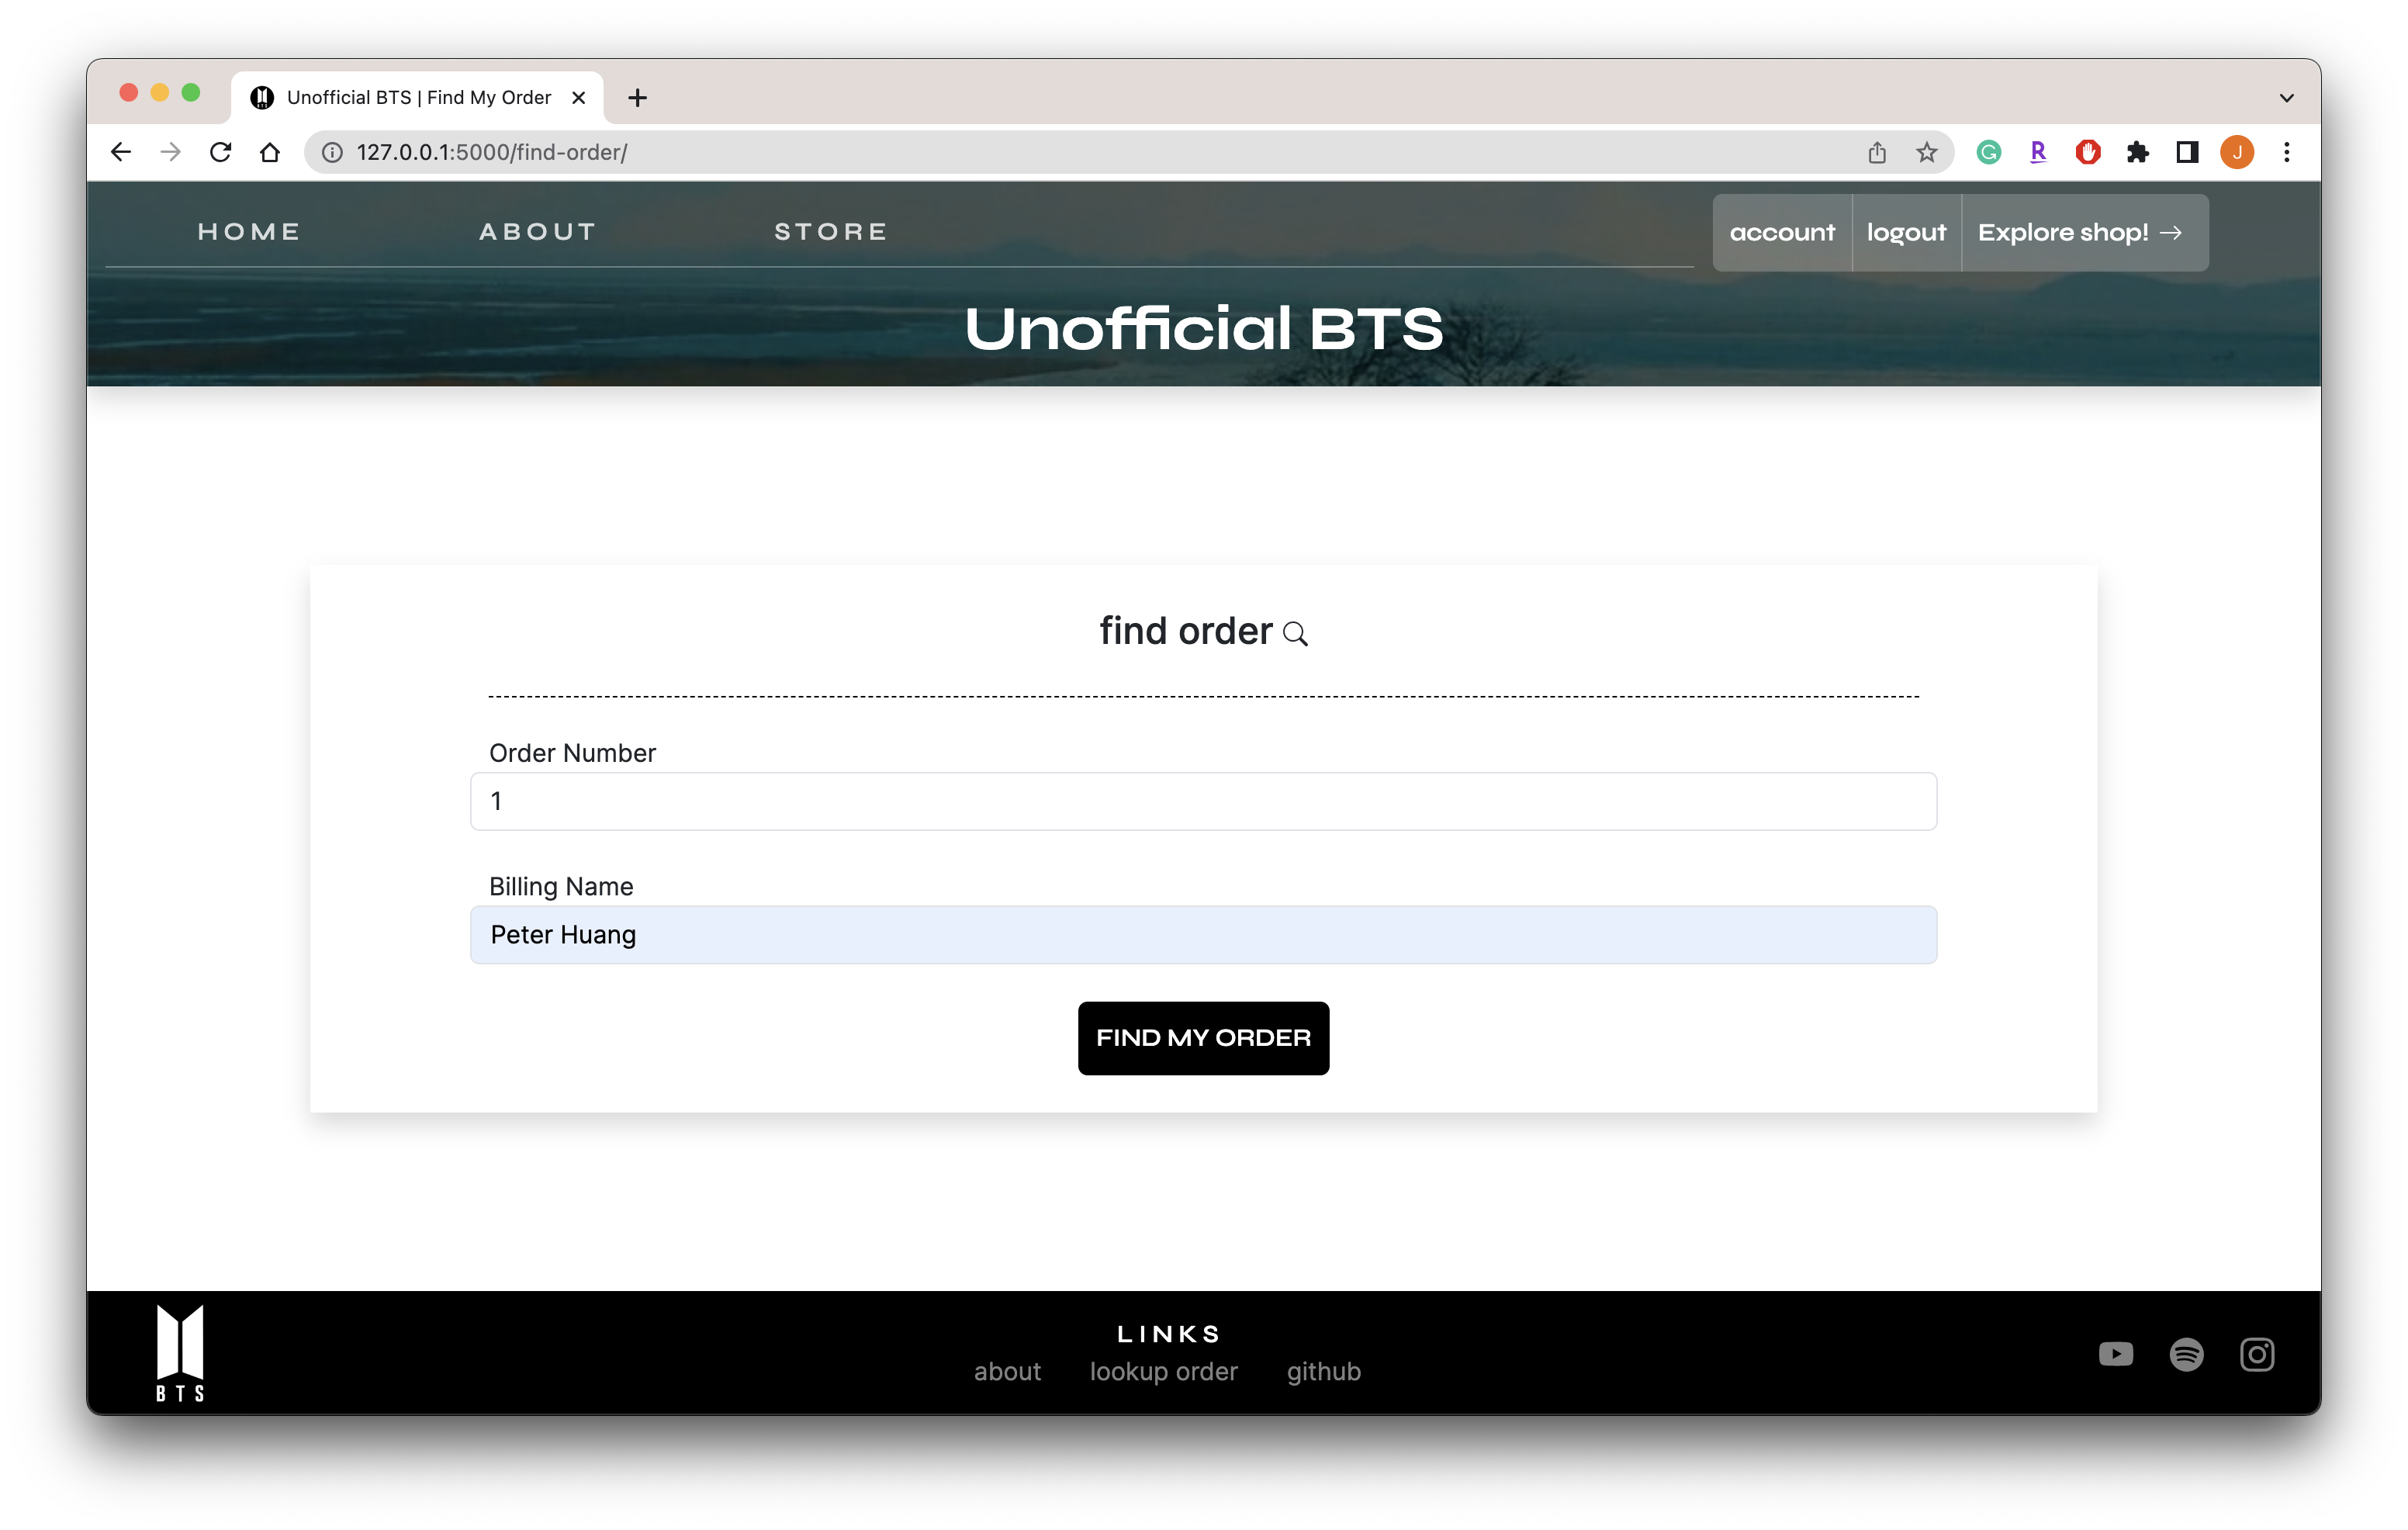 Unofficial BTS | Find My Order
127.0.0.1:5000/find-order/
G R J
HOME ABOUT STORE account logout Explore shop! →
Unofficial BTS
find order
Order Number
1
Billing Name
Peter Huang
FIND MY ORDER
LINKS
about lookup order github
BTS